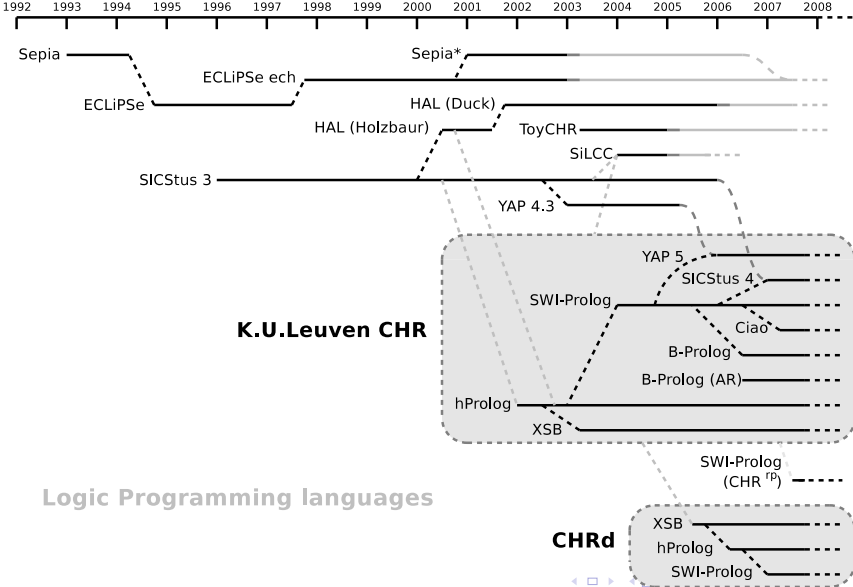 1992 1993 1994 1995 1996 1997 1998 1999 2000 2001 2002 2003 2004 2005 2006 2007 2008
Sepia
Sepia*
ECLiPSe ech
ECLiPSe
HAL (Duck)
HAL (Holzbaur)
ToyCHR
SiLCC
SICStus 3
YAP 4.3
YAP 5
SICStus 4
SWI-Prolog
K.U.Leuven CHR
Ciao
B-Prolog
B-Prolog (AR)
hProlog
XSB
SWI-Prolog
(CHR rp)
Logic Programming languages
CHRd
XSB
hProlog
SWI-Prolog